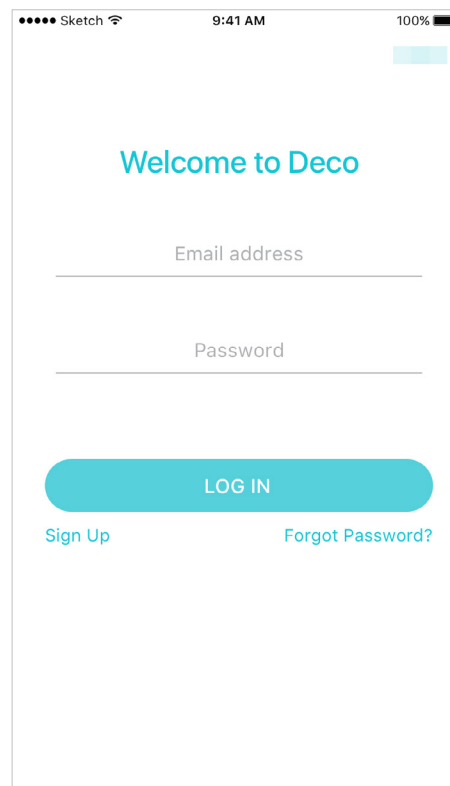 Sketch 9:41 AM 100%
Welcome to Deco
Email address
Password
LOG IN
Sign Up Forgot Password?